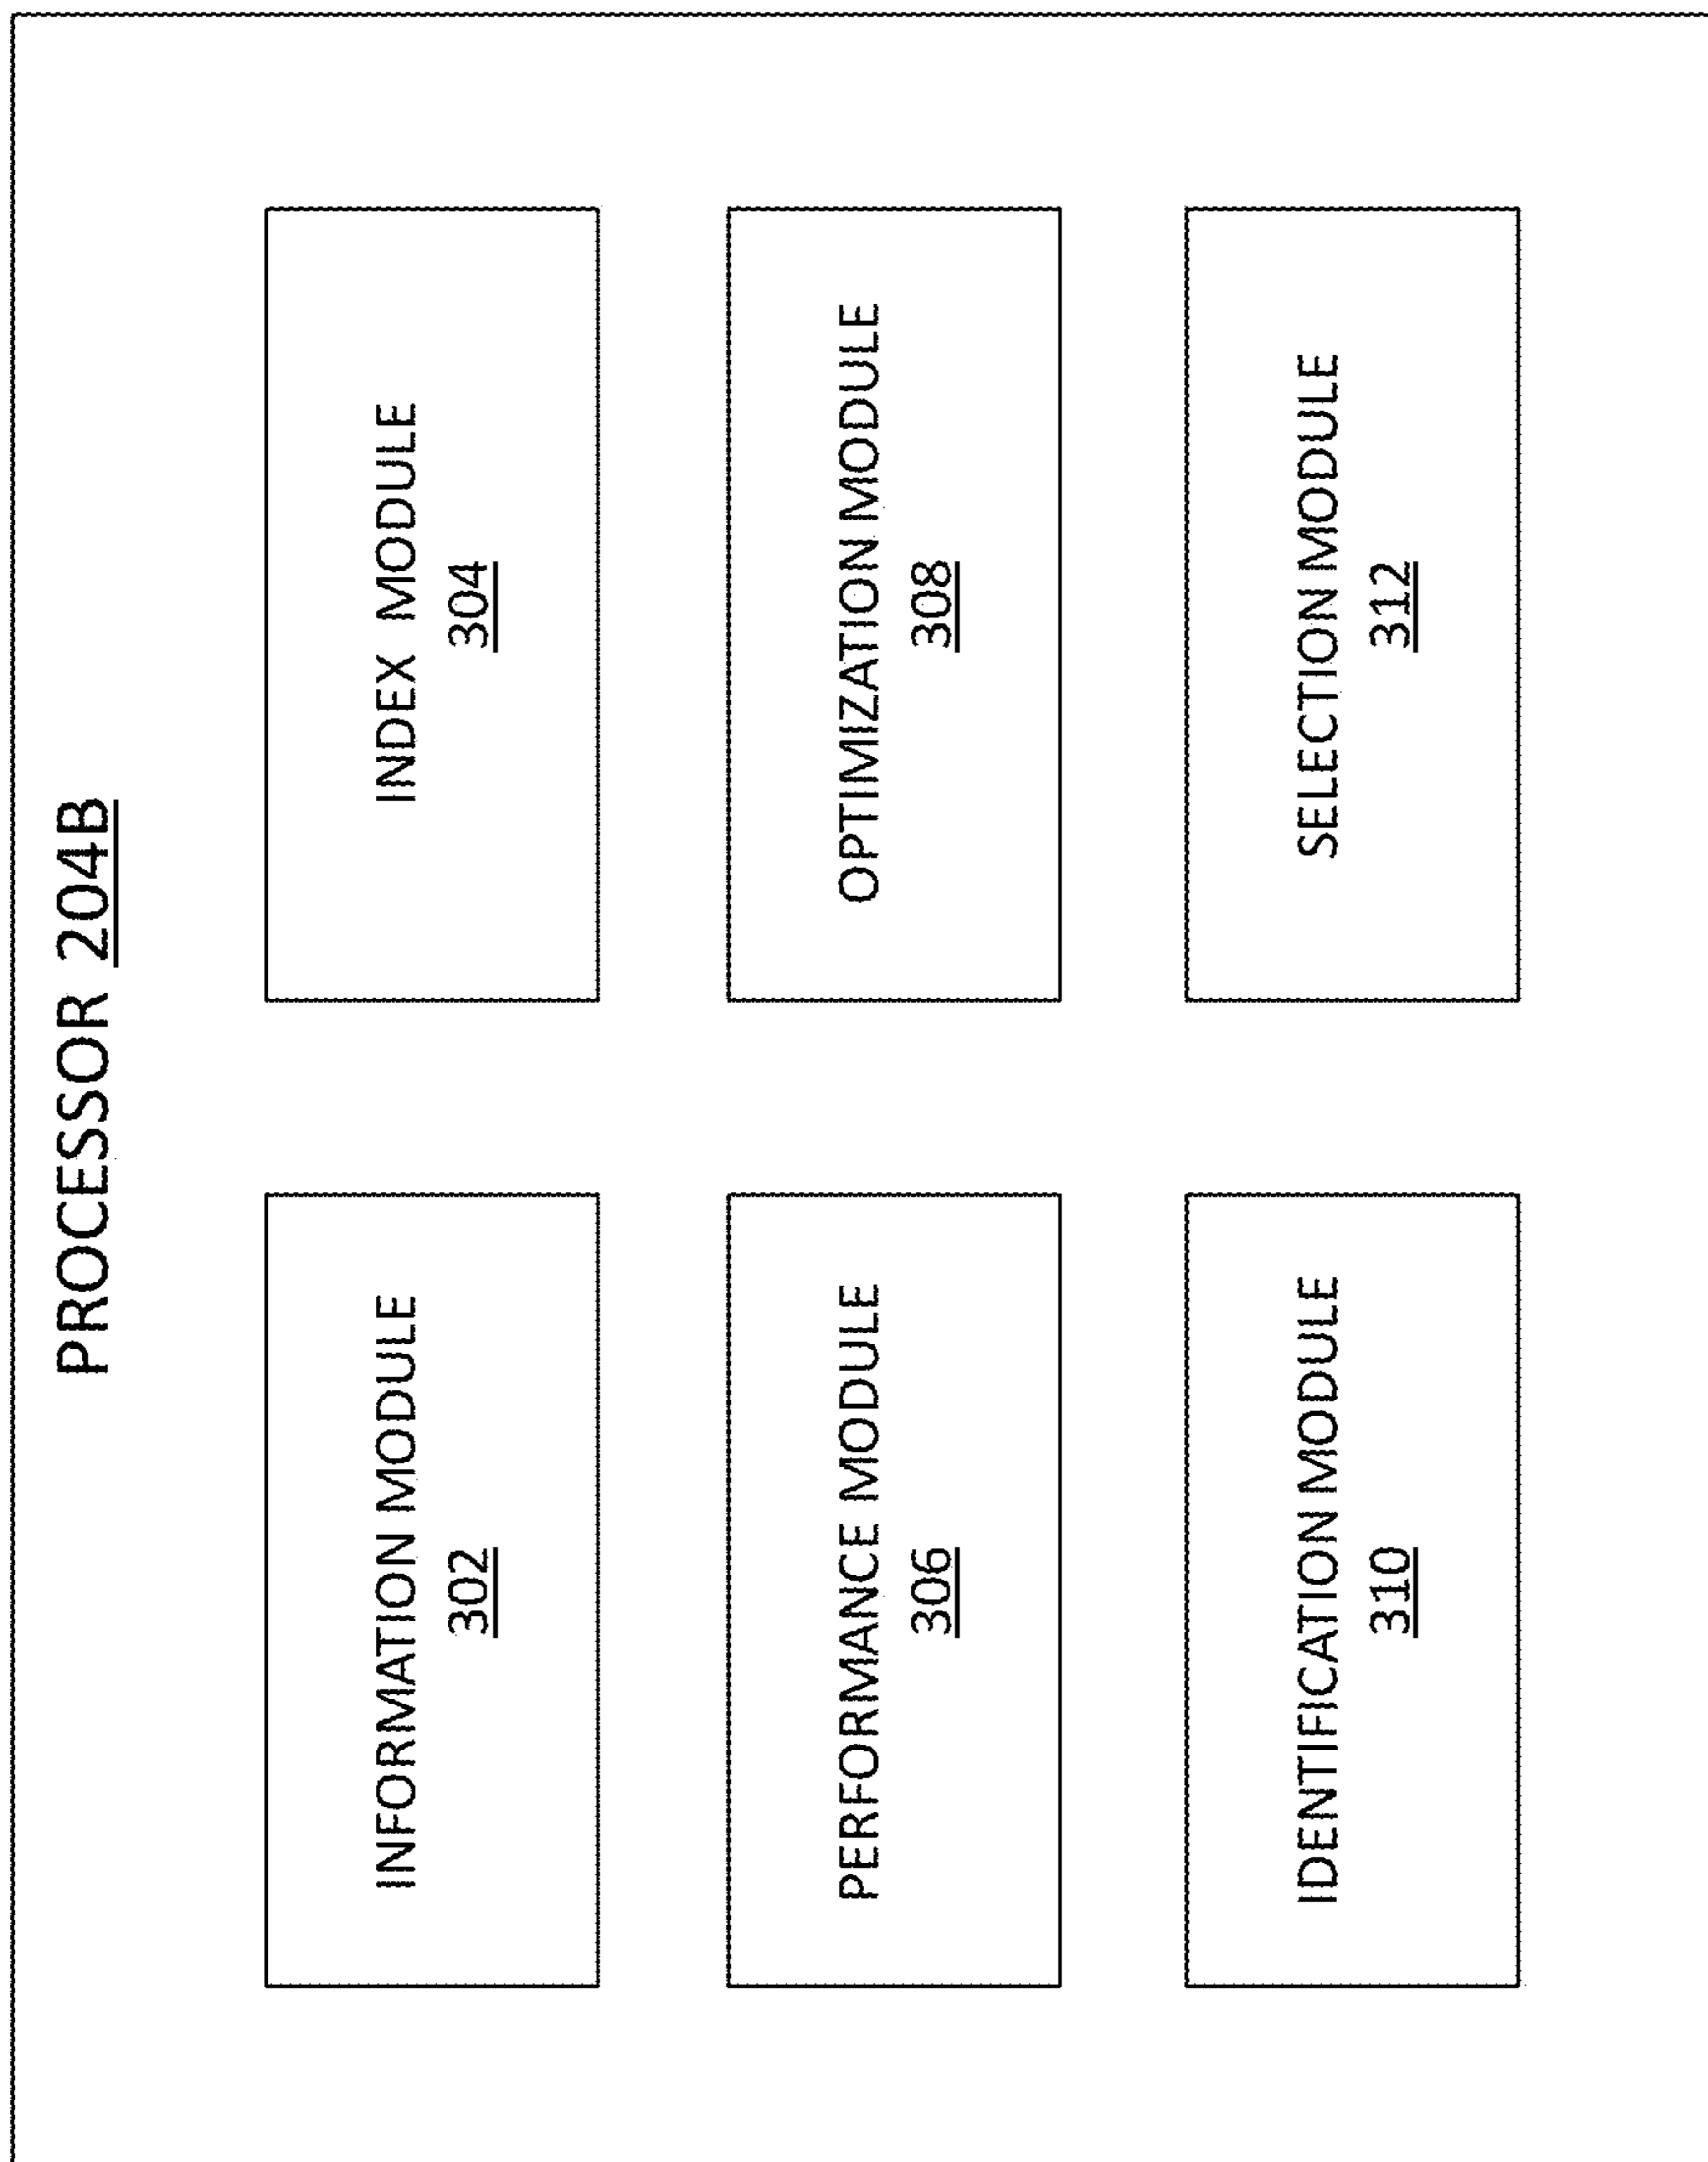 PROCESSOR 204B
INFORMATION MODULE
302
INDEX MODULE
304
PERFORMANCE MODULE
306
OPTIMIZATION MODULE
308
IDENTIFICATION MODULE
310
SELECTION MODULE
312